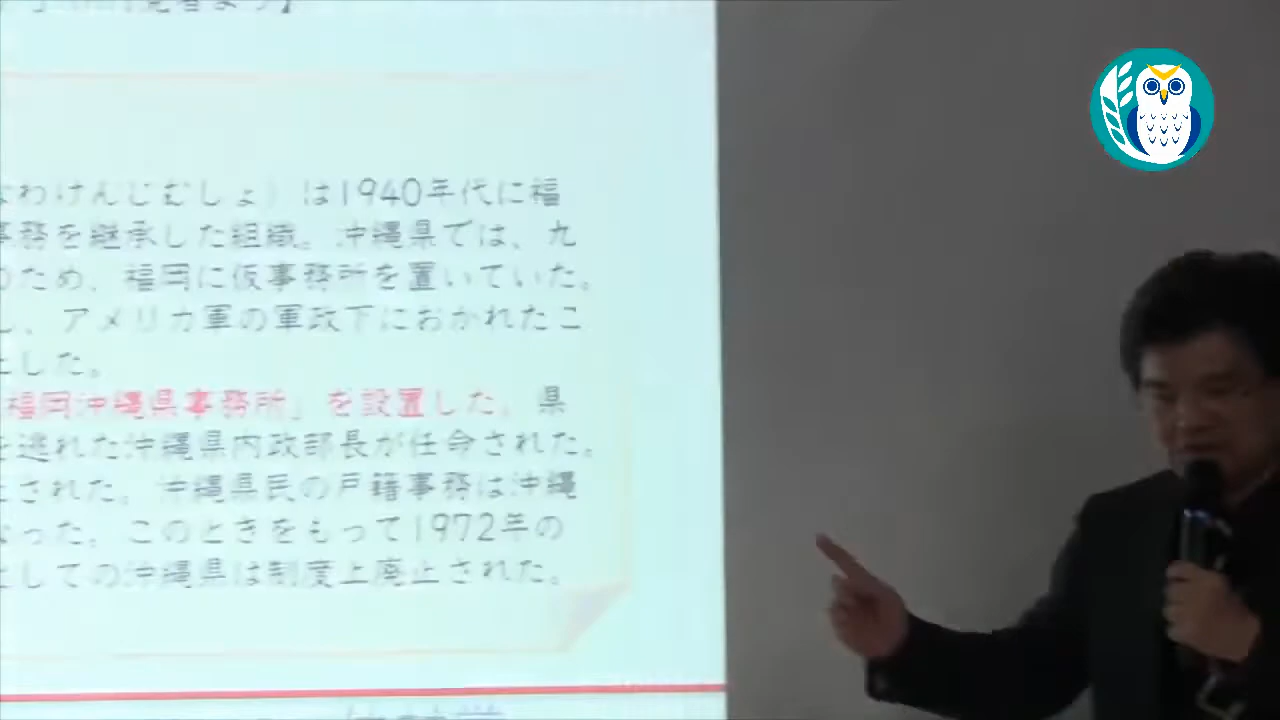 なわけんじむしょ）は1940年代に福
事務を継承した組織。沖縄県では、九
のため、福岡に仮事務所を置いていた。
し、アメリカ軍の軍政下におかれたこ
とした。
福岡沖縄県事務所」を設置した。県
を逃れた沖縄県内政部長が任命された。
された。沖縄県民の戸籍事務は沖縄
なった。このときをもって1972年の
としての沖縄県は制度上廃止された。